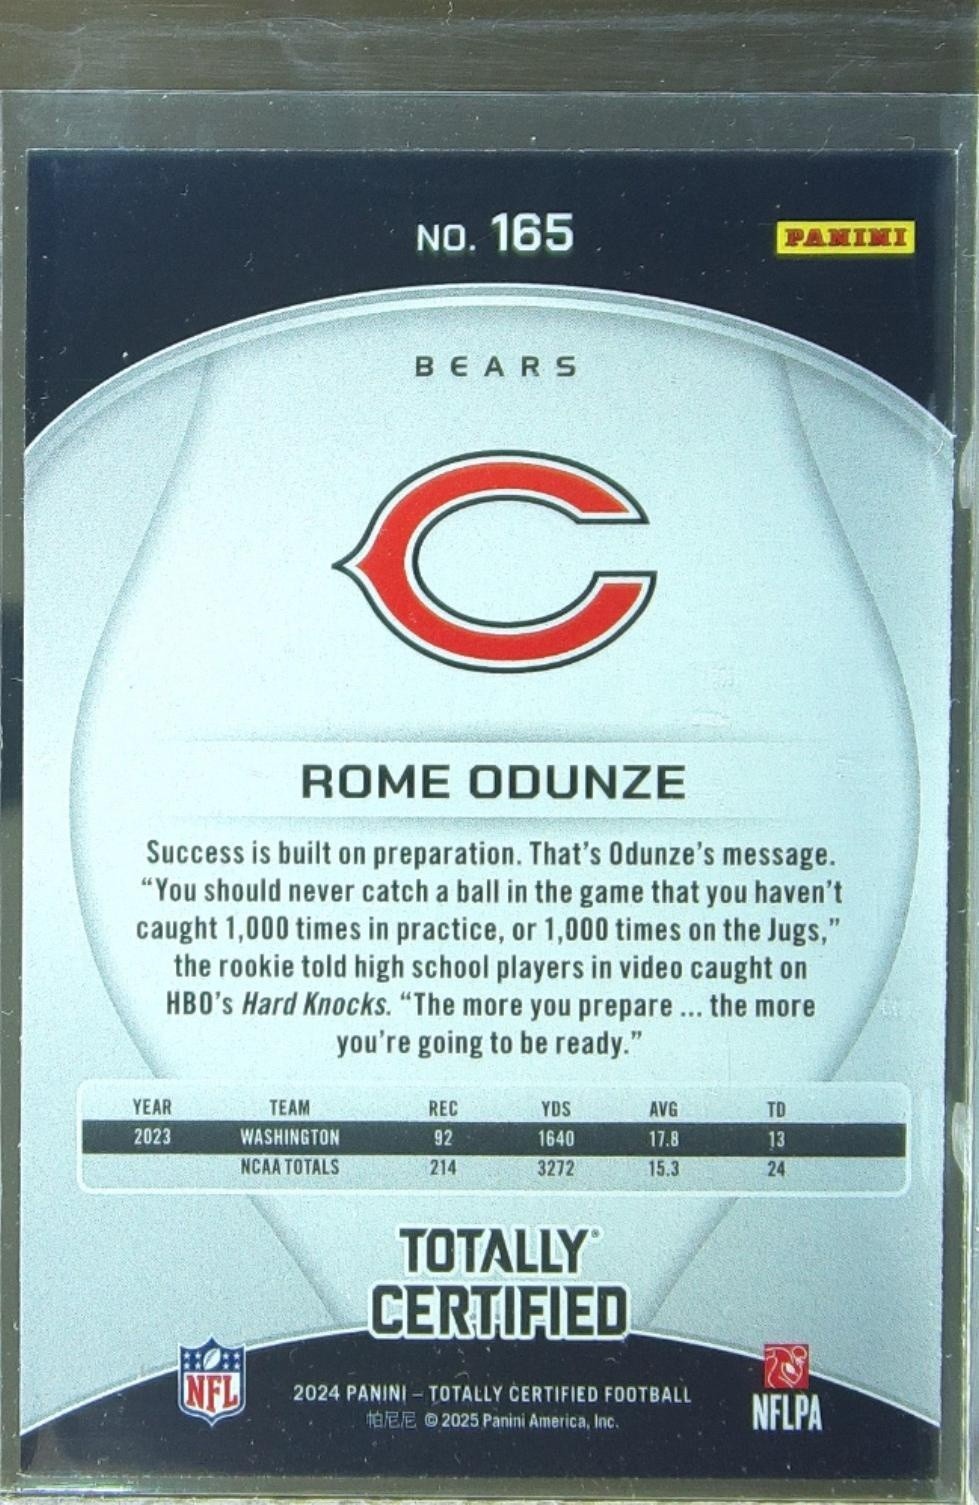 NO. 165
PANINI
BEARS
ROME ODUNZE
Success is built on preparation. That's Odunze's message.
“You should never catch a ball in the game that you haven't
caught 1,000 times in practice, or 1,000 times on the Jugs,”
the rookie told high school players in video caught on
HBO's Hard Knocks. “The more you prepare ... the more
you're going to be ready.”
YEAR TEAM REC YDS AVG TD
2023 WASHINGTON 92 1640 17.8 13
NCAA TOTALS 214 3272 15.3 24
TOTALLY®
CERTIFIED
NFL
2024 PANINI – TOTALLY CERTIFIED FOOTBALL
帕尼尼 © 2025 Panini America, Inc.
NFLPA